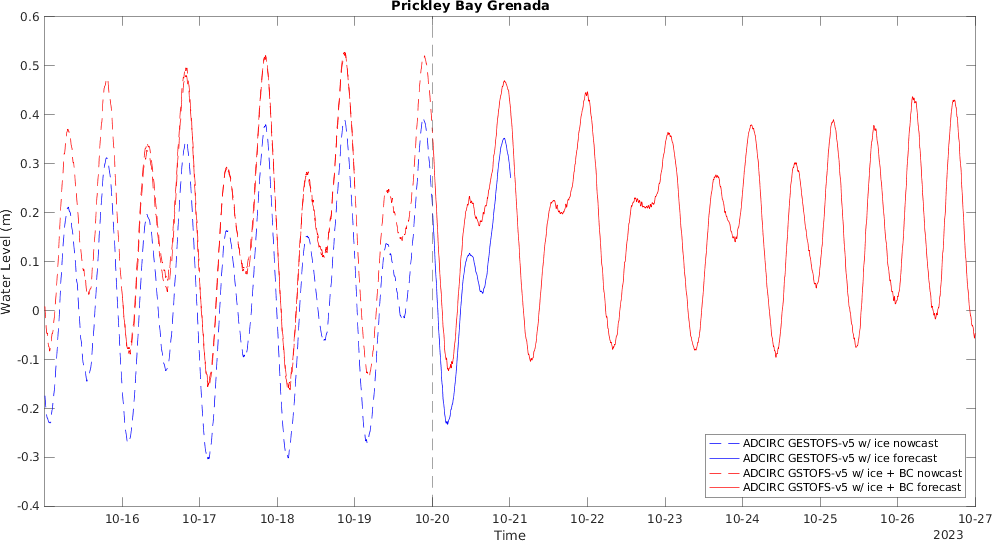 Prickley Bay Grenada
0.6
0.5
0.4
0.3
0.2
0.1
0
-0.1
-0.2
-0.3
-0.4
Water Level (m)
ADCIRC GESTOFS-v5 w/ ice nowcast
ADCIRC GESTOFS-v5 w/ ice forecast
ADCIRC GSTOFS-v5 w/ ice + BC nowcast
ADCIRC GSTOFS-v5 w/ ice + BC forecast
10-16 10-17 10-18 10-19 10-20 10-21 10-22 10-23 10-24 10-25 10-26 10-27
Time
2023